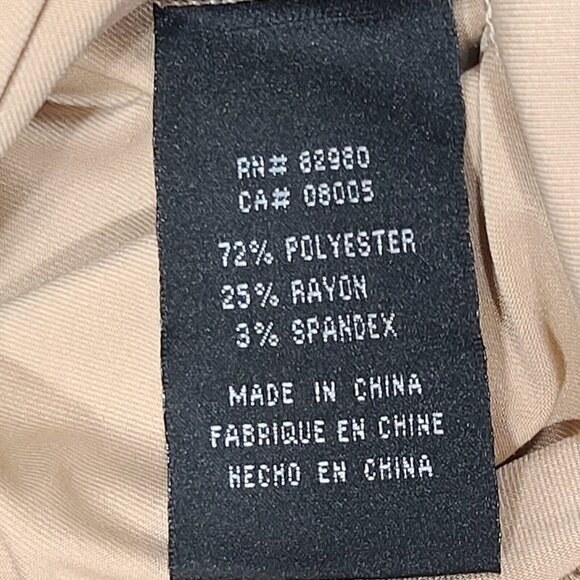 RN# 82980
CA# 08005
72% POLYESTER
25% RAYON
3% SPANDEX
MADE IN CHINA
FABRIQUE EN CHINE
HECHO EN CHINA